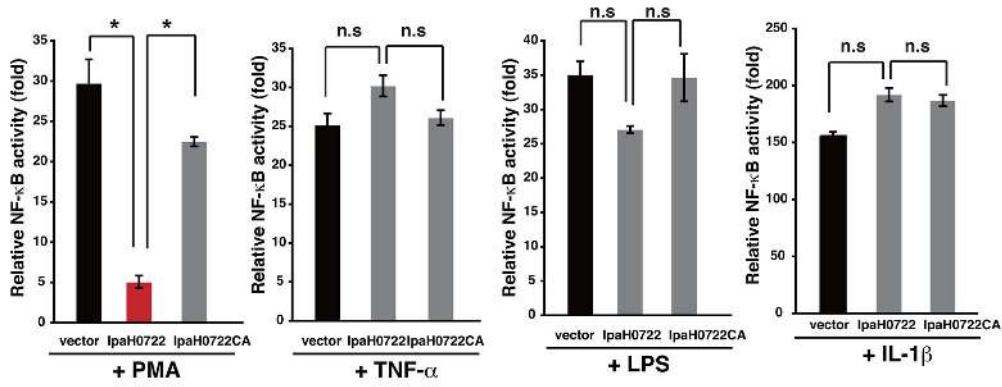 * *
Relative NF-κB activity (fold)
35
30
25
20
15
10
5
0
vector IpaH0722 IpaH0722CA
+ PMA
n.s n.s
Relative NF-κB activity (fold)
35
30
25
20
15
10
5
0
vector IpaH0722 IpaH0722CA
+ TNF-α
n.s n.s
Relative NF-κB activity (fold)
40
35
30
25
20
15
10
5
0
vector IpaH0722 IpaH0722CA
+ LPS
n.s n.s
Relative NF-κB activity (fold)
250
200
150
100
50
0
vector IpaH0722 IpaH0722CA
+ IL-1β